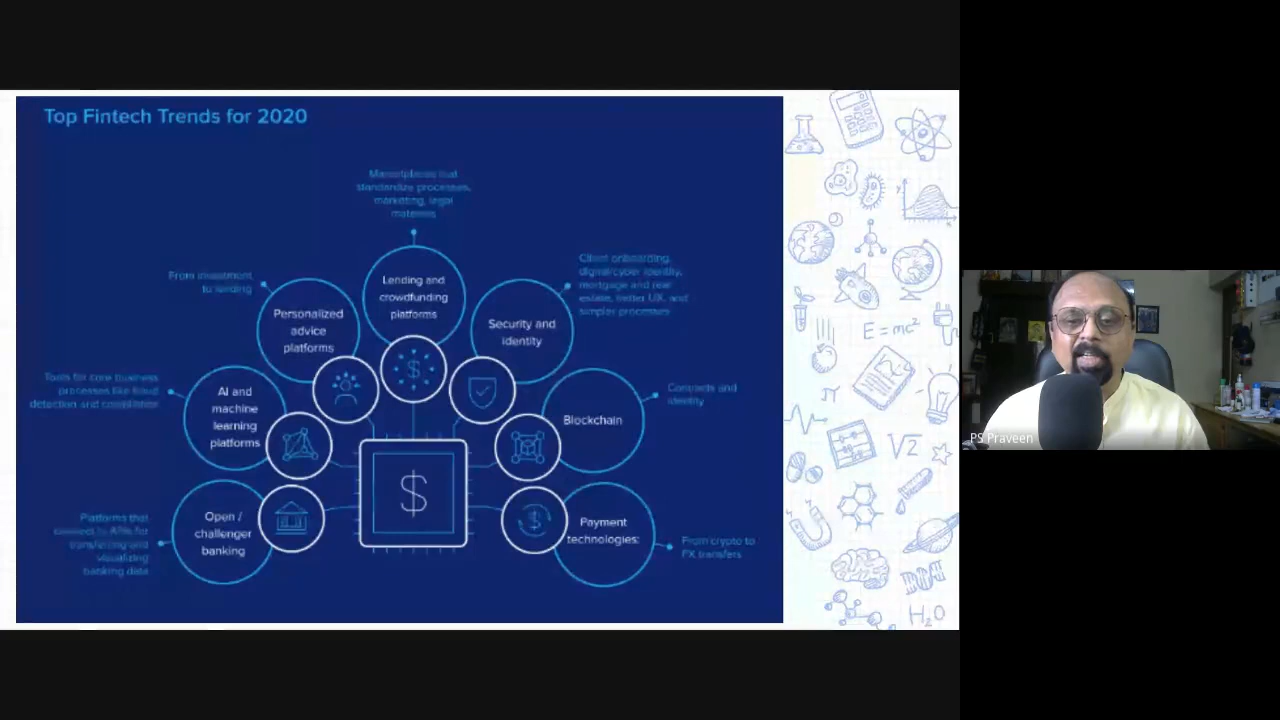 Top Fintech Trends for 2020
Marketplaces that
standardize processes,
marketing, legal
materials
Lending and
crowdfunding
platforms
From investment
to lending
Personalized
advice
platforms
Client onboarding,
digital/cyber identity,
mortgage and real
estate, better UX, and
simpler processes
Security and
identity
Tools for core business
processes like fraud
detection and compliance
AI and
machine
learning
platforms
Contracts and
identity
Blockchain
Platforms that
connect to APIs for
transferring and
visualizing
banking data
Open /
challenger
banking
Payment
technologies:
From crypto to
FX transfers
$
$
$
E=mc²
π
√2
H₂O
y
PS Praveen